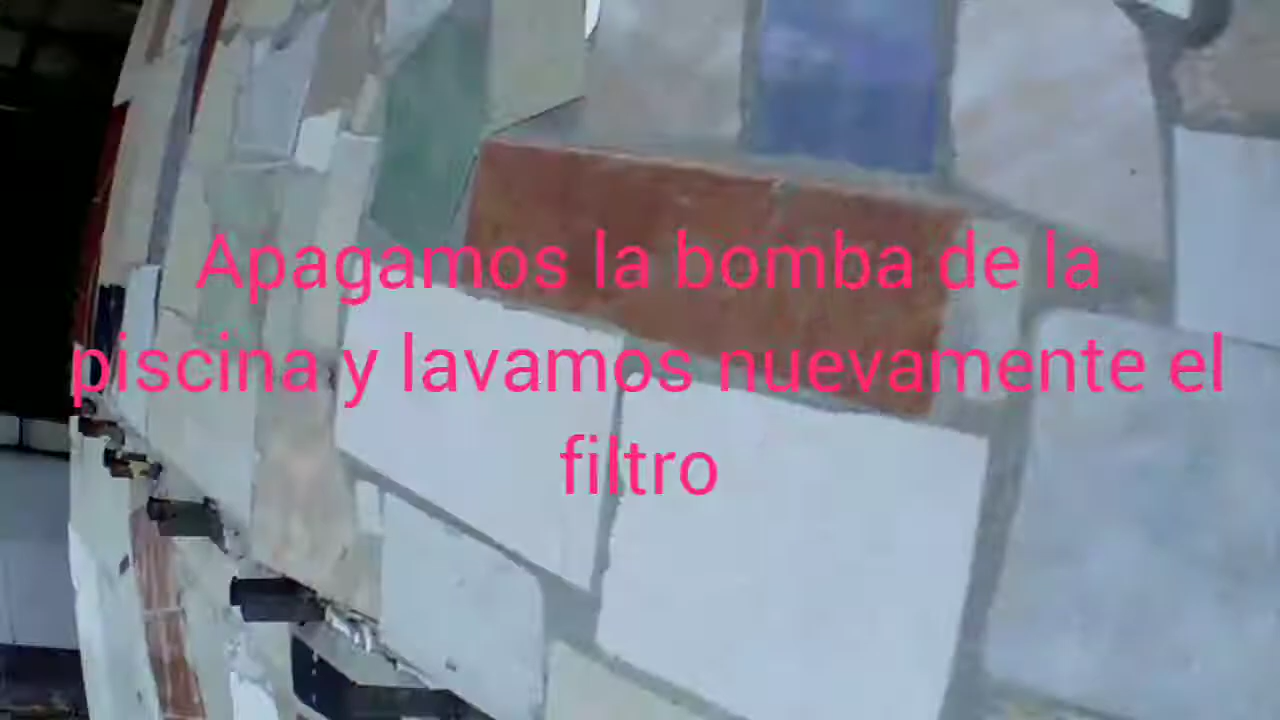 Apagamos la bomba de la
piscina y lavamos nuevamente el
filtro